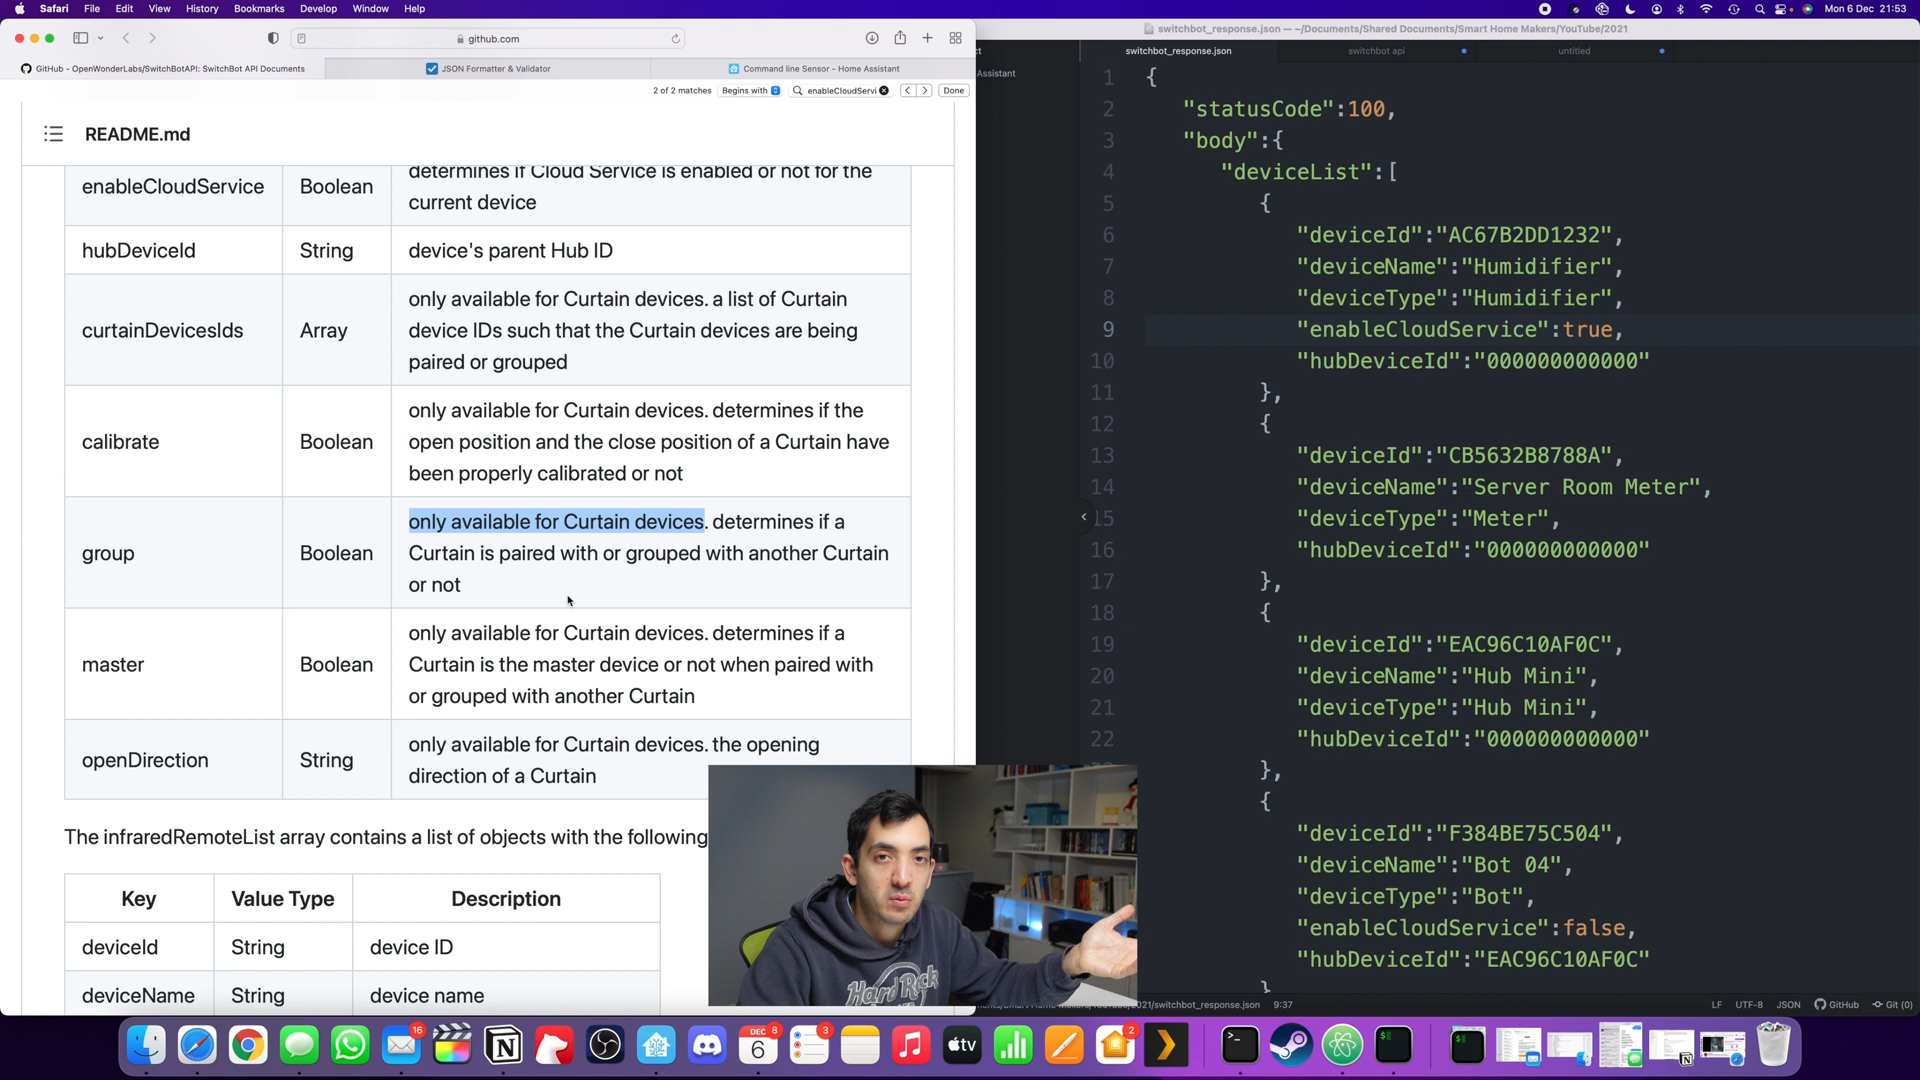 Safari File Edit View History Bookmarks Develop Window Help
Mon 6 Dec 21:53
github.com
GitHub - OpenWonderLabs/SwitchBotAPI: SwitchBot API Documents
JSON Formatter & Validator
Command line Sensor - Home Assistant
2 of 2 matches Begins with enableCloudServi Done
README.md
enableCloudService Boolean determines if Cloud Service is enabled or not for the
current device
hubDeviceId String device's parent Hub ID
curtainDevicesIds Array only available for Curtain devices. a list of Curtain
device IDs such that the Curtain devices are being
paired or grouped
calibrate Boolean only available for Curtain devices. determines if the
open position and the close position of a Curtain have
been properly calibrated or not
group Boolean only available for Curtain devices. determines if a
Curtain is paired with or grouped with another Curtain
or not
master Boolean only available for Curtain devices. determines if a
Curtain is the master device or not when paired with
or grouped with another Curtain
openDirection String only available for Curtain devices. the opening
direction of a Curtain
The infraredRemoteList array contains a list of objects with the following
Key Value Type Description
deviceId String device ID
deviceName String device name
switchbot_response.json — ~/Documents/Shared Documents/Smart Home Makers/YouTube/2021
switchbot_response.json switchbot api untitled
Assistant
1 {
2 "statusCode":100,
3 "body":{
4 "deviceList":[
5 {
6 "deviceId":"AC67B2DD1232",
7 "deviceName":"Humidifier",
8 "deviceType":"Humidifier",
9 "enableCloudService":true,
10 "hubDeviceId":"000000000000"
11 },
12 {
13 "deviceId":"CB5632B8788A",
14 "deviceName":"Server Room Meter",
15 "deviceType":"Meter",
16 "hubDeviceId":"000000000000"
17 },
18 {
19 "deviceId":"EAC96C10AF0C",
20 "deviceName":"Hub Mini",
21 "deviceType":"Hub Mini",
22 "hubDeviceId":"000000000000"
},
{
"deviceId":"F384BE75C504",
"deviceName":"Bot 04",
"deviceType":"Bot",
"enableCloudService":false,
"hubDeviceId":"EAC96C10AF0C"
}
Hard Rock
/switchbot_response.json 9:37
LF UTF-8 JSON GitHub Git (0)
16
DEC 8
6
3
tv
2